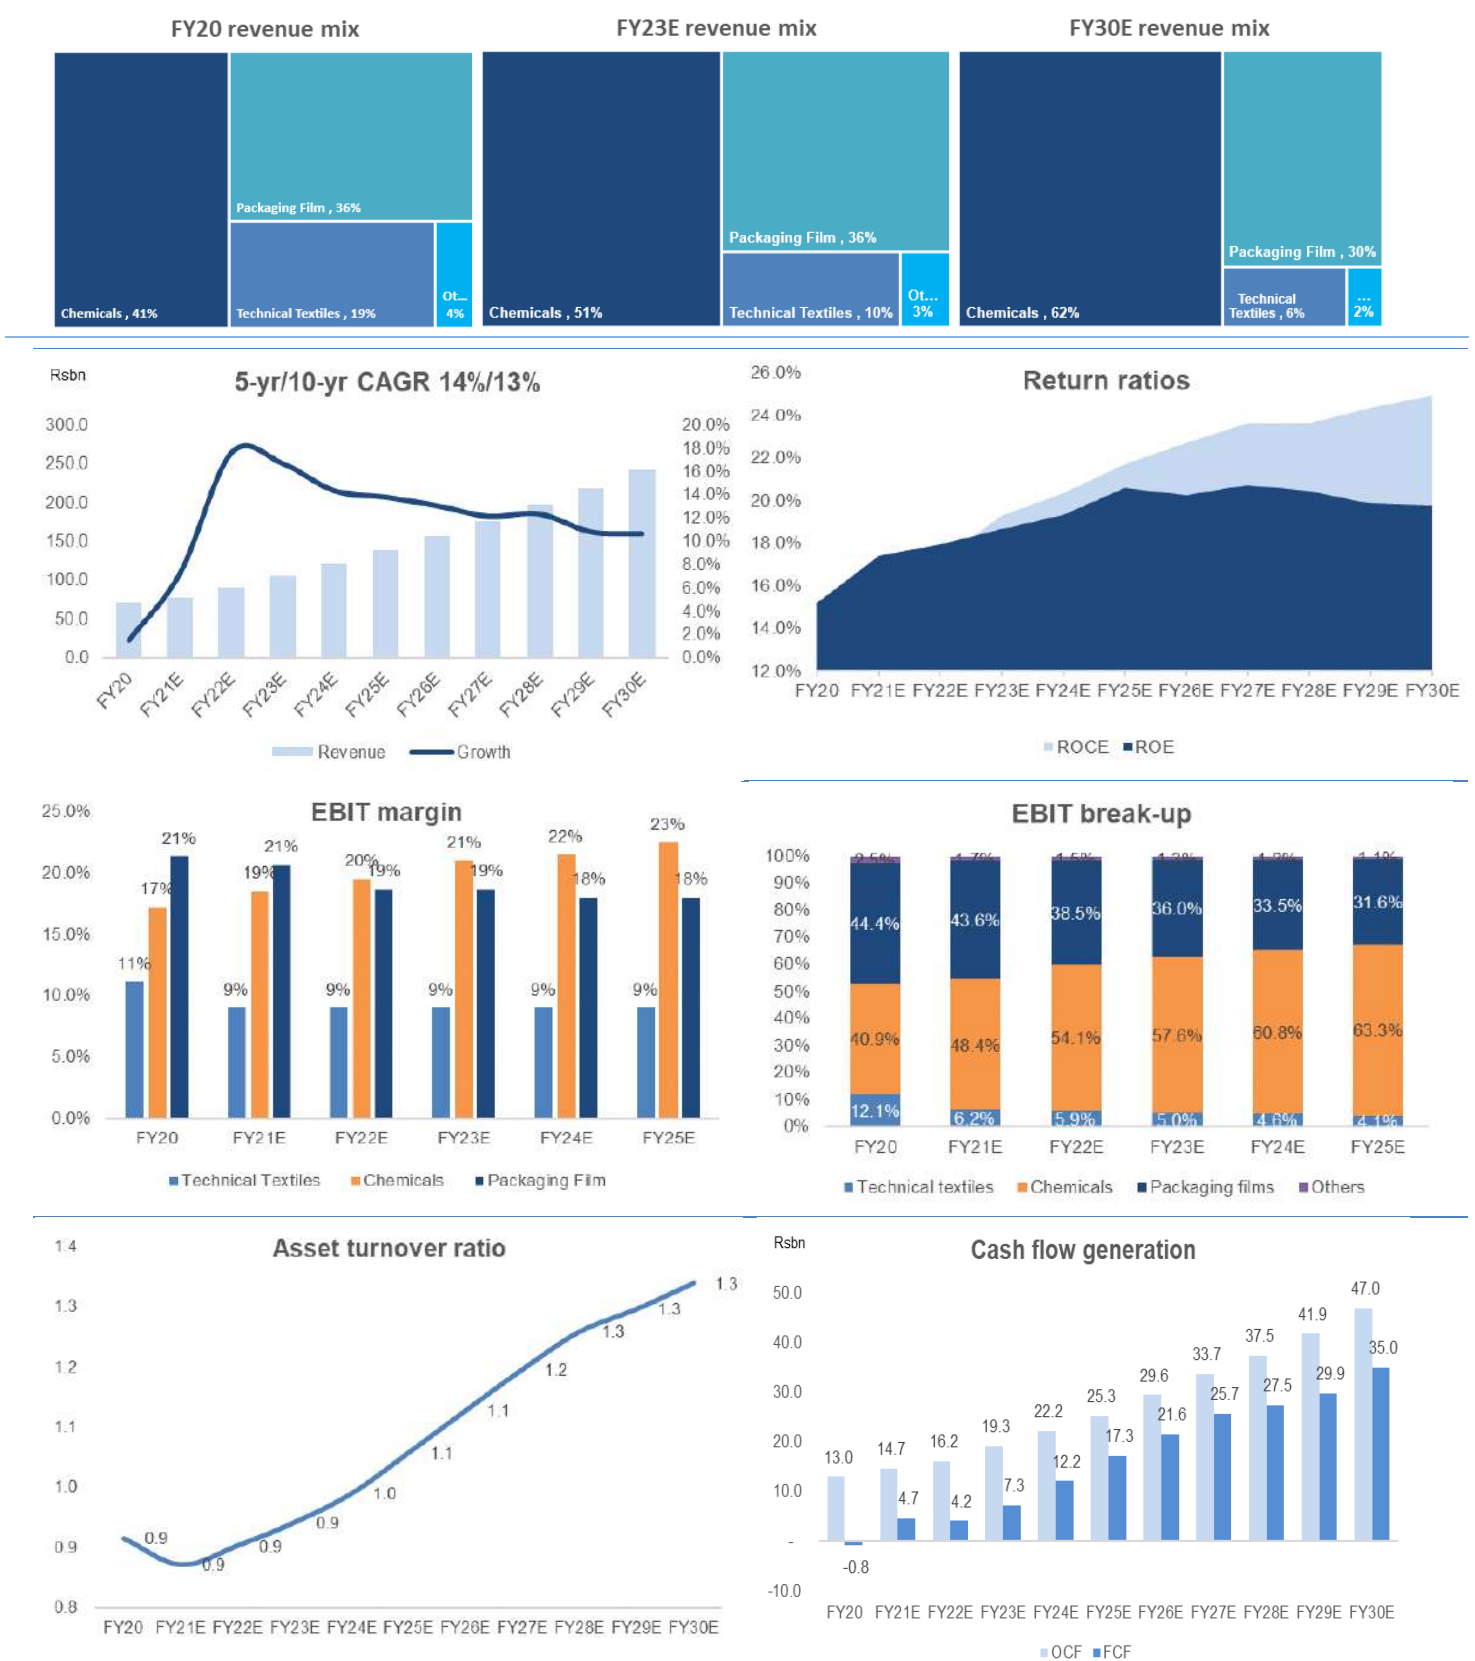 FY20 revenue mix
FY23E revenue mix
FY30E revenue mix
Packaging Film , 36%
Chemicals , 41%
Technical Textiles , 19%
Ot...
4%
Packaging Film , 36%
Chemicals , 51%
Technical Textiles , 10%
Ot...
3%
Packaging Film , 30%
Chemicals , 62%
Technical
Textiles , 6%
...
2%
Rsbn
5-yr/10-yr CAGR 14%/13%
300.0
250.0
200.0
150.0
100.0
50.0
0.0
20.0%
18.0%
16.0%
14.0%
12.0%
10.0%
8.0%
6.0%
4.0%
2.0%
0.0%
FY20 FY21E FY22E FY23E FY24E FY25E FY26E FY27E FY28E FY29E FY30E
Revenue Growth
Return ratios
26.0%
24.0%
22.0%
20.0%
18.0%
16.0%
14.0%
12.0%
FY20 FY21E FY22E FY23E FY24E FY25E FY26E FY27E FY28E FY29E FY30E
ROCE ROE
EBIT margin
25.0%
20.0%
15.0%
10.0%
5.0%
0.0%
11% 17% 21%
9% 19% 21%
9% 20% 19%
9% 21% 19%
9% 22% 18%
9% 23% 18%
FY20 FY21E FY22E FY23E FY24E FY25E
Technical Textiles Chemicals Packaging Film
EBIT break-up
100%
90%
80%
70%
60%
50%
40%
30%
20%
10%
0%
2.5% 1.7% 1.5% 1.3% 1.2% 1.1%
44.4% 43.6% 38.5% 36.0% 33.5% 31.6%
40.9% 48.4% 54.1% 57.6% 60.8% 63.3%
12.1% 6.2% 5.9% 5.0% 4.6% 4.1%
FY20 FY21E FY22E FY23E FY24E FY25E
Technical textiles Chemicals Packaging films Others
Asset turnover ratio
1.4
1.3
1.2
1.1
1.0
0.9
0.8
0.9 0.9 0.9 0.9 1.0 1.1 1.1 1.2 1.3 1.3 1.3
FY20 FY21E FY22E FY23E FY24E FY25E FY26E FY27E FY28E FY29E FY30E
Rsbn
Cash flow generation
50.0
40.0
30.0
20.0
10.0
-
-10.0
13.0 14.7 16.2 19.3 22.2 25.3 29.6 33.7 37.5 41.9 47.0
-0.8 4.7 4.2 7.3 12.2 17.3 21.6 25.7 27.5 29.9 35.0
FY20 FY21E FY22E FY23E FY24E FY25E FY26E FY27E FY28E FY29E FY30E
OCF FCF